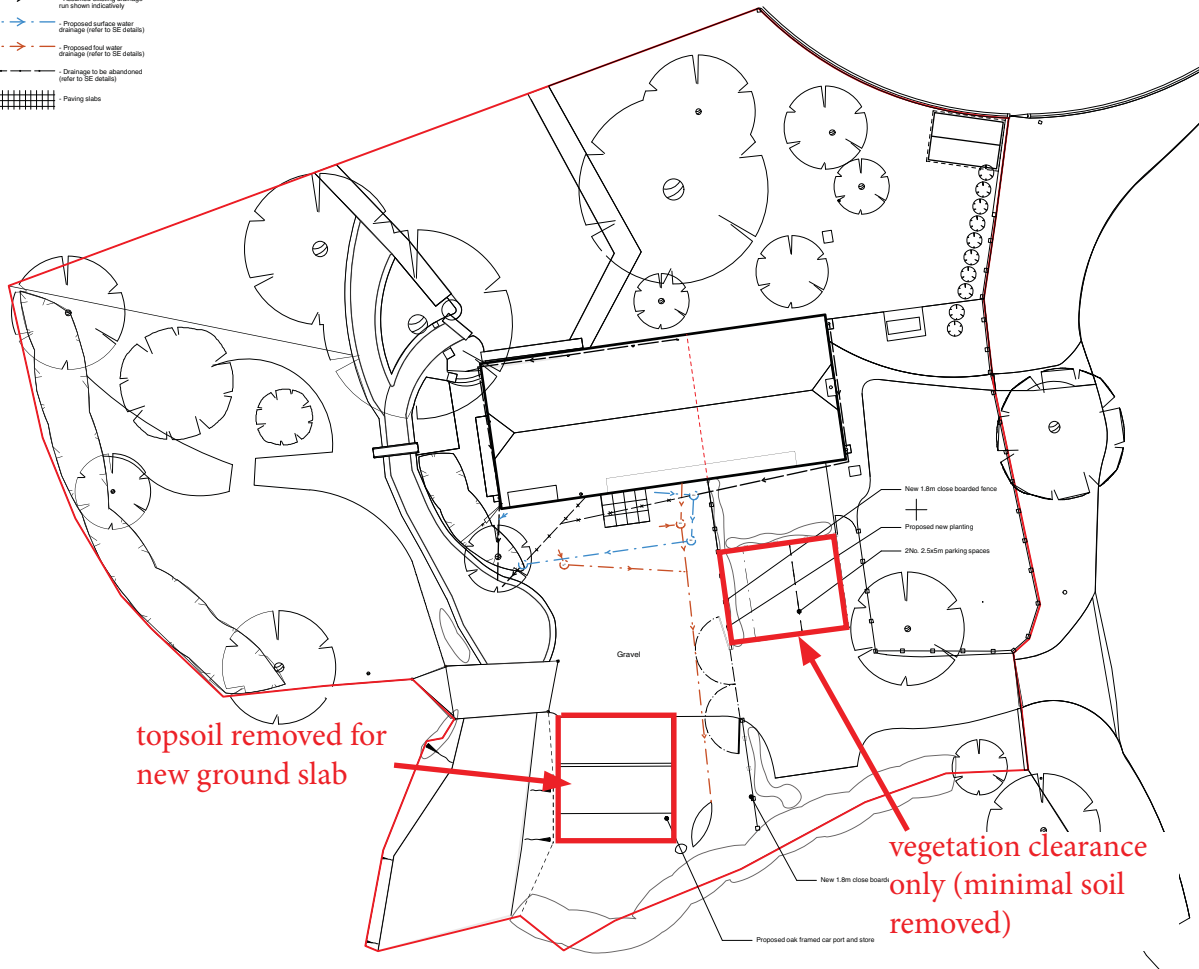 run shown indicatively
- Proposed surface water
drainage (refer to SE details)
- Proposed foul water
drainage (refer to SE details)
- Drainage to be abandoned
(refer to SE details)
- Paving slabs
New 1.8m close boarded fence
Proposed new planting
2No. 2.5x5m parking spaces
Gravel
topsoil removed for
new ground slab
vegetation clearance
only (minimal soil
removed)
New 1.8m close boarde
Proposed oak framed car port and store